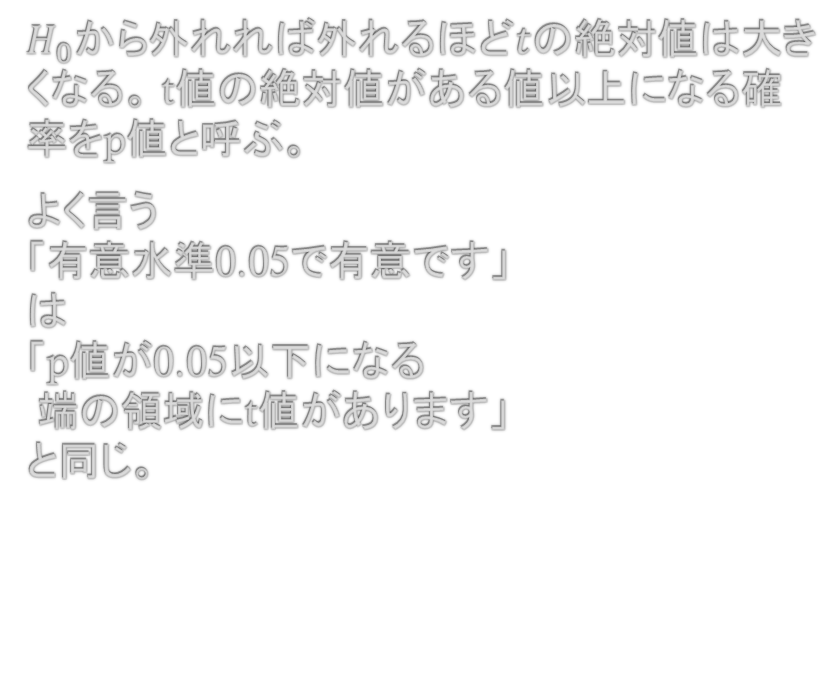 H₀から外れれば外れるほどtの絶対値は大き
くなる。t値の絶対値がある値以上になる確
率をp値と呼ぶ。
よく言う
「有意水準0.05で有意です」
は
「p値が0.05以下になる
端の領域にt値があります」
と同じ。